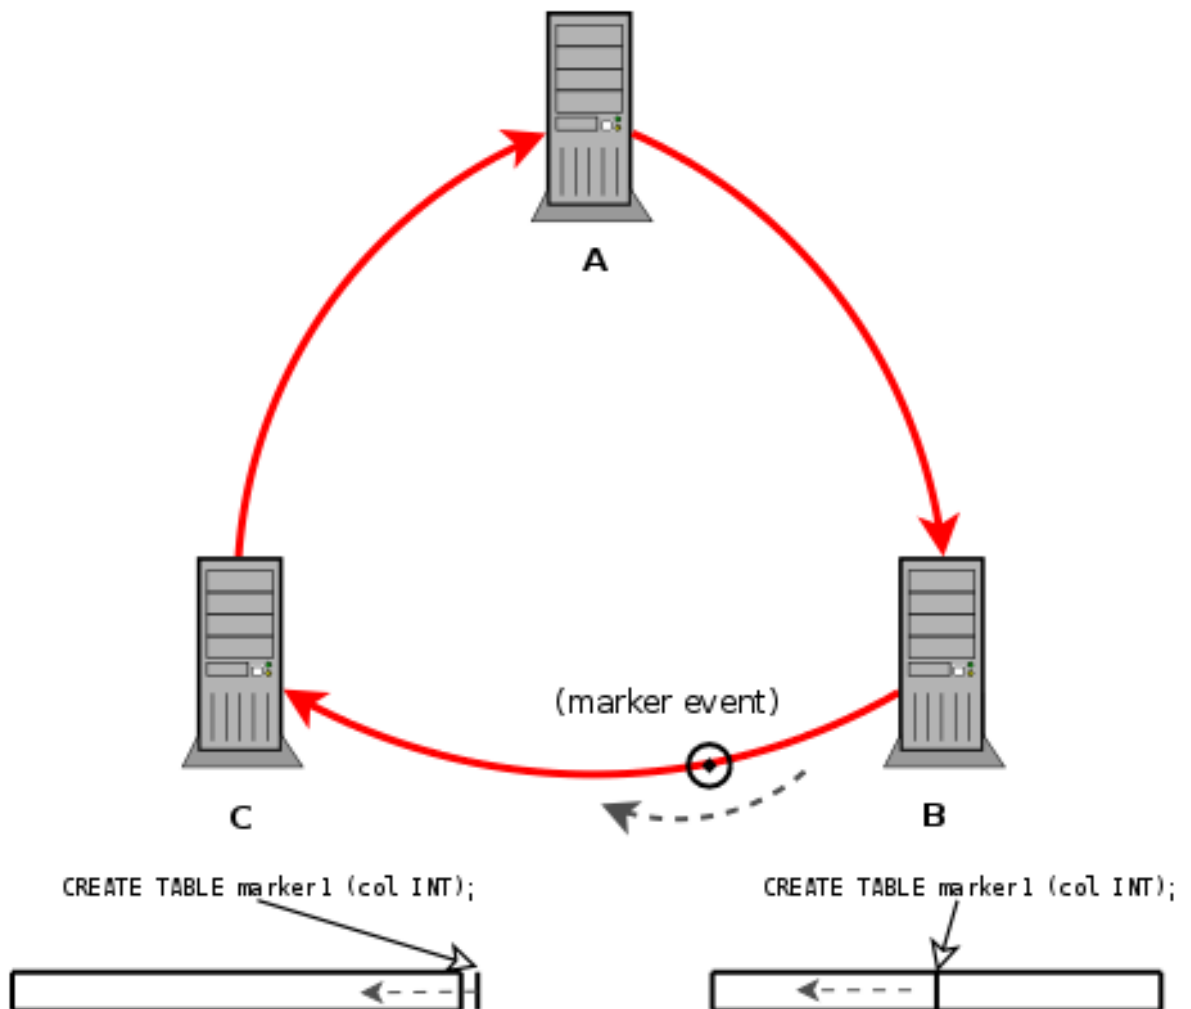 A
(marker event)
C
B
CREATE TABLE marker1 (col INT);
CREATE TABLE marker1 (col INT);